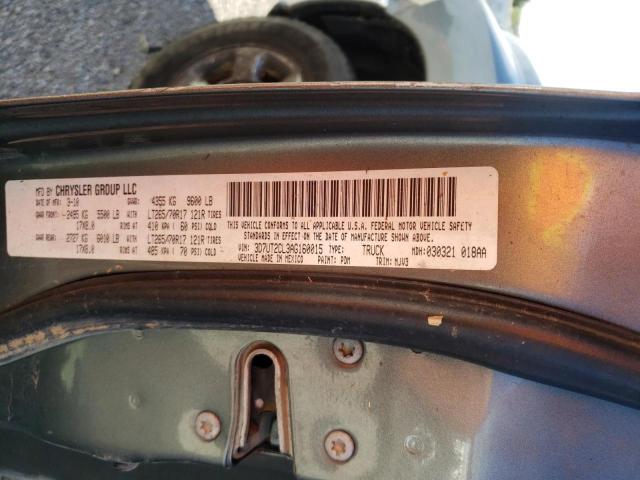 MFD BY CHRYSLER GROUP LLC
DATE OF MFR 3-10 GVWR 4355 KG 9600 LB
GAWR FRONT 2495 KG 5500 LB WITH LT265/70R17 121R TIRES
17X8.0 RIMS AT 410 KPA ( 60 PSI) COLD
GAWR REAR 2727 KG 6010 LB WITH LT265/70R17 121R TIRES
17X8.0 RIMS AT 485 KPA ( 70 PSI) COLD
THIS VEHICLE CONFORMS TO ALL APPLICABLE U.S.A. FEDERAL MOTOR VEHICLE SAFETY
STANDARDS IN EFFECT ON THE DATE OF MANUFACTURE SHOWN ABOVE.
VIN: 3D7UT2CL3AG160015 TYPE: TRUCK MDH: 030321 018AA
VEHICLE MADE IN MEXICO PAINT: PDM TRIM: MJV3